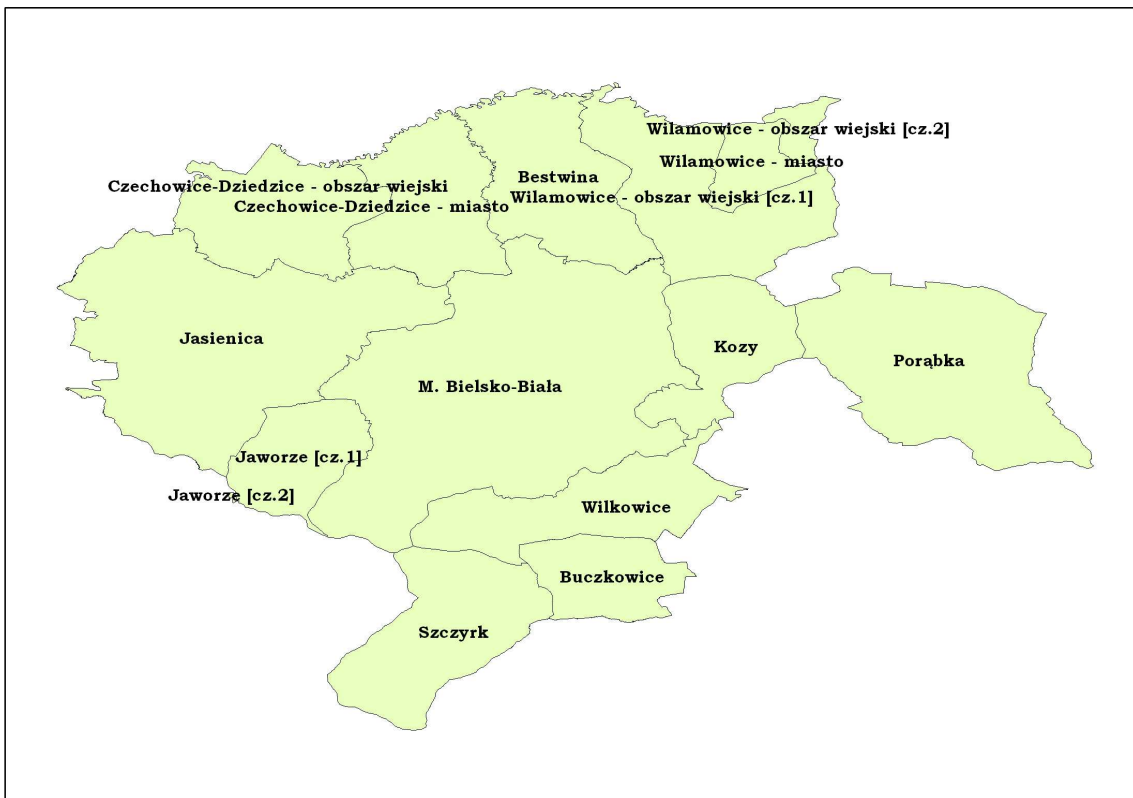 Wilamowice - obszar wiejski [cz.2]
Wilamowice - miasto
Bestwina
Czechowice-Dziedzice - obszar wiejski
Wilamowice - obszar wiejski [cz.1]
Czechowice-Dziedzice - miasto
Jasienica
Kozy
Porąbka
M. Bielsko-Biała
Jaworze [cz.1]
Jaworze [cz.2]
Wilkowice
Buczkowice
Szczyrk